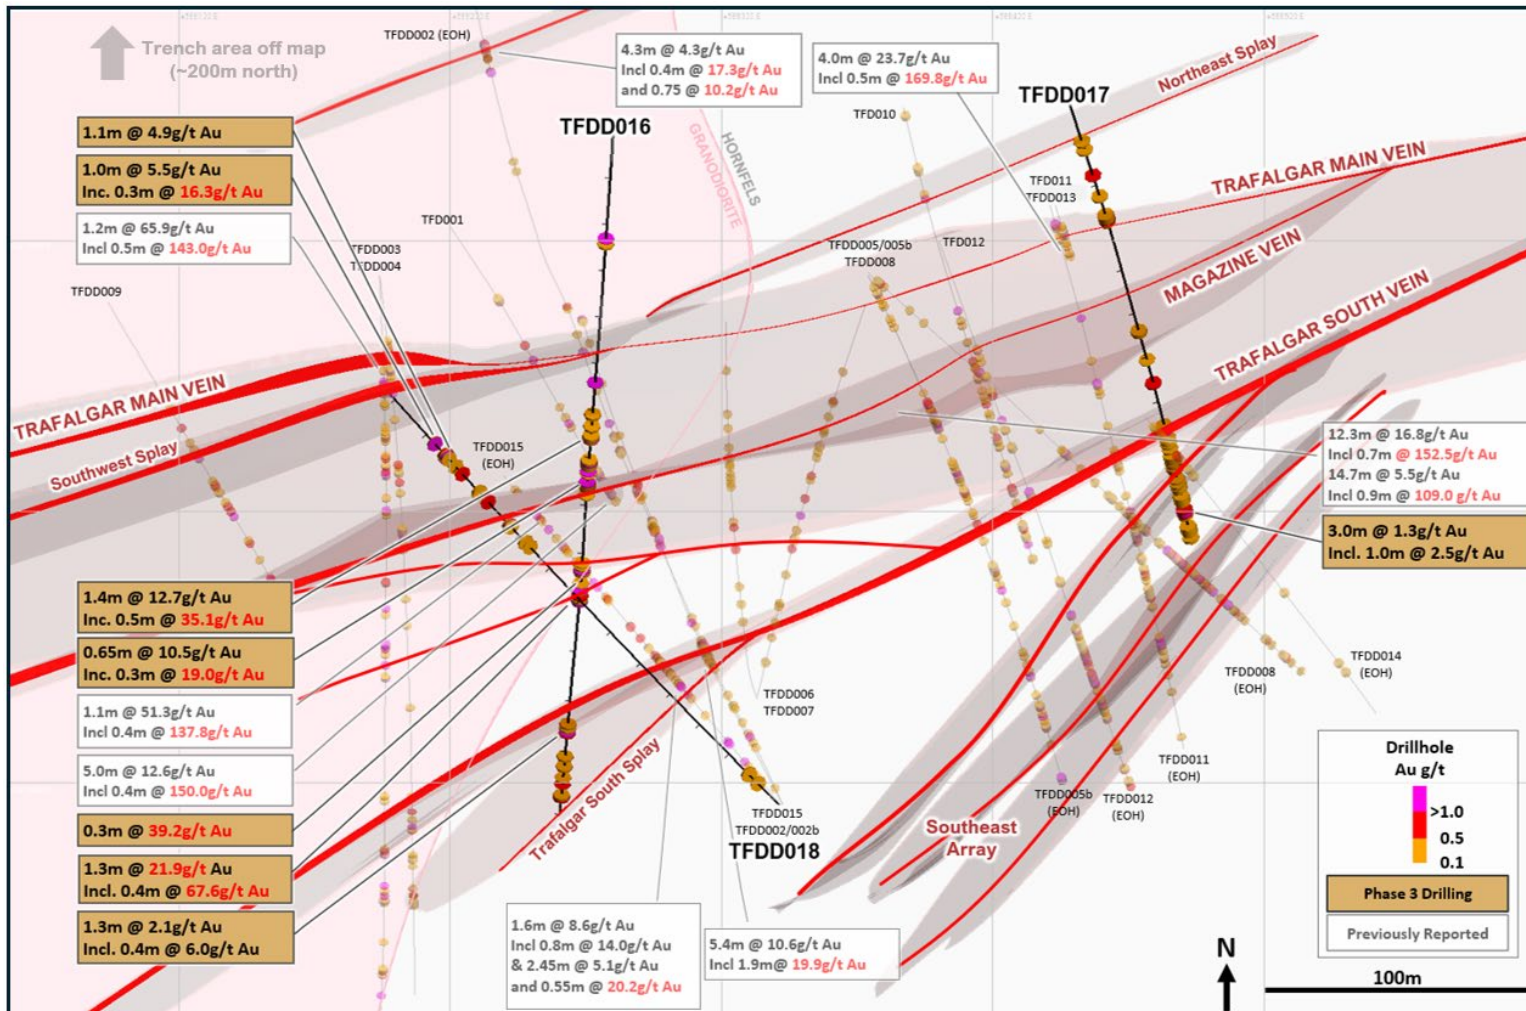 Trench area off map
(~200m north)
TFDD002 (EOH)
4.3m @ 4.3g/t Au
Incl 0.4m @ 17.3g/t Au
and 0.75 @ 10.2g/t Au
4.0m @ 23.7g/t Au
Incl 0.5m @ 169.8g/t Au
Northeast Splay
TFDD017
TFDD016
TFD010
HORNFELS
GRANODIORITE
1.1m @ 4.9g/t Au
1.0m @ 5.5g/t Au
Inc. 0.3m @ 16.3g/t Au
1.2m @ 65.9g/t Au
Incl 0.5m @ 143.0g/t Au
TFD001
TFD011
TFDD013
TFD012
TRAFALGAR MAIN VEIN
MAGAZINE VEIN
TRAFALGAR SOUTH VEIN
TFDD003
TFDD004
TFDD005/005b
TFDD008
TFDD009
TRAFALGAR MAIN VEIN
Southwest Splay
TFDD015
(EOH)
12.3m @ 16.8g/t Au
Incl 0.7m @ 152.5g/t Au
14.7m @ 5.5g/t Au
Incl 0.9m @ 109.0 g/t Au
3.0m @ 1.3g/t Au
Incl. 1.0m @ 2.5g/t Au
1.4m @ 12.7g/t Au
Inc. 0.5m @ 35.1g/t Au
0.65m @ 10.5g/t Au
Inc. 0.3m @ 19.0g/t Au
1.1m @ 51.3g/t Au
Incl 0.4m @ 137.8g/t Au
5.0m @ 12.6g/t Au
Incl 0.4m @ 150.0g/t Au
0.3m @ 39.2g/t Au
1.3m @ 21.9g/t Au
Incl. 0.4m @ 67.6g/t Au
1.3m @ 2.1g/t Au
Incl. 0.4m @ 6.0g/t Au
TFDD006
TFDD007
TFDD008
(EOH)
TFDD014
(EOH)
TFDD011
(EOH)
TFDD005b
(EOH)
TFDD012
(EOH)
Trafalgar South Splay
TFDD015
TFDD002/002b
TFDD018
Southeast
Array
1.6m @ 8.6g/t Au
Incl 0.8m @ 14.0g/t Au
& 2.45m @ 5.1g/t Au
and 0.55m @ 20.2g/t Au
5.4m @ 10.6g/t Au
Incl 1.9m@ 19.9g/t Au
Drillhole
Au g/t
>1.0
0.5
0.1
Phase 3 Drilling
Previously Reported
N
100m